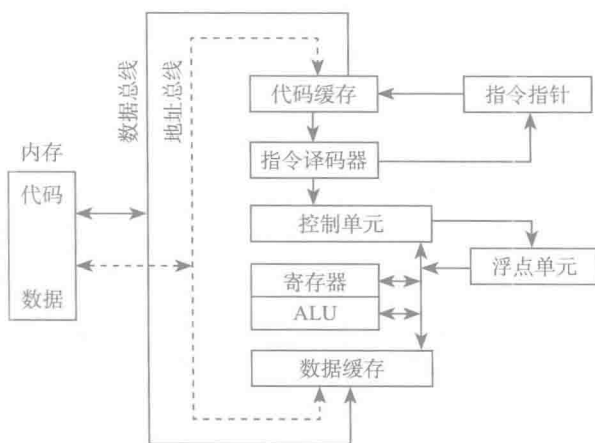 数据总线
地址总线
代码缓存
指令指针
指令译码器
内存
代码
数据
控制单元
浮点单元
寄存器
ALU
数据缓存